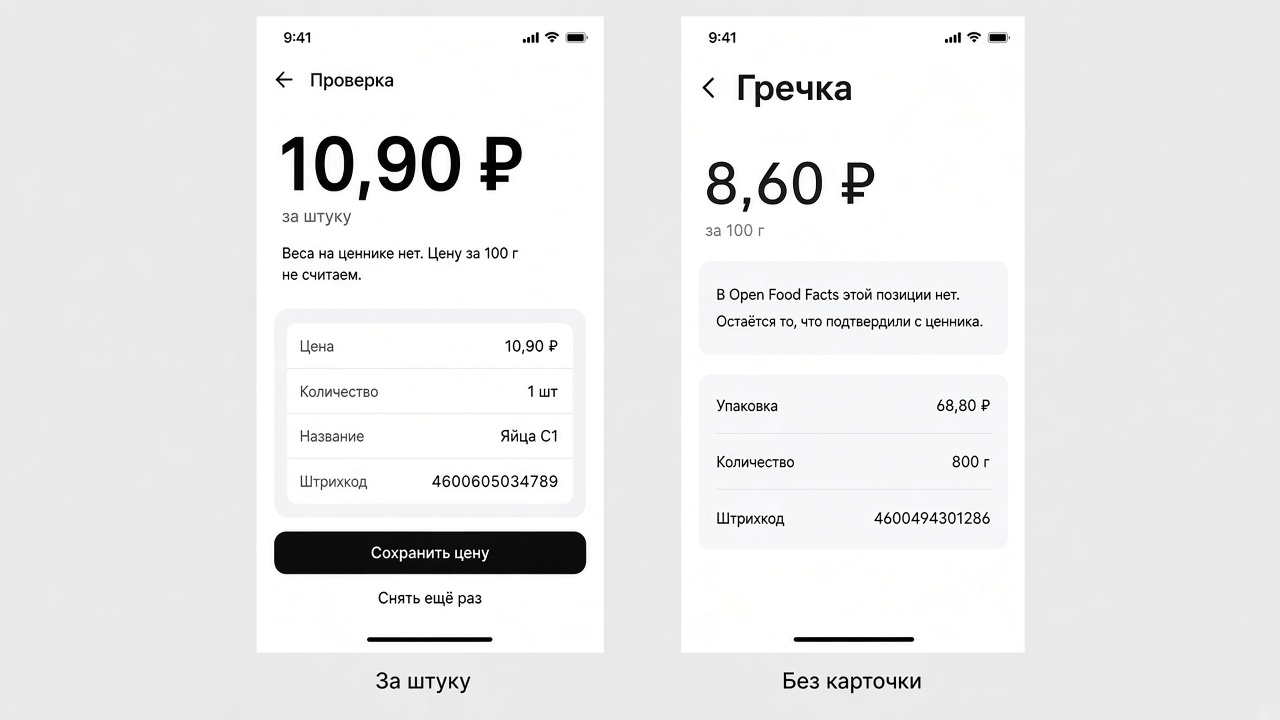 9:41
Проверка
10,90 ₽
за штуку
Веса на ценнике нет. Цену за 100 г
не считаем.
Цена 10,90 ₽
Количество 1 шт
Название Яйца С1
Штрихкод 4600605034789
Сохранить цену
Снять ещё раз
За штуку
9:41
Гречка
8,60 ₽
за 100 г
В Open Food Facts этой позиции нет.
Остаётся то, что подтвердили с ценника.
Упаковка 68,80 ₽
Количество 800 г
Штрихкод 4600494301286
Без карточки